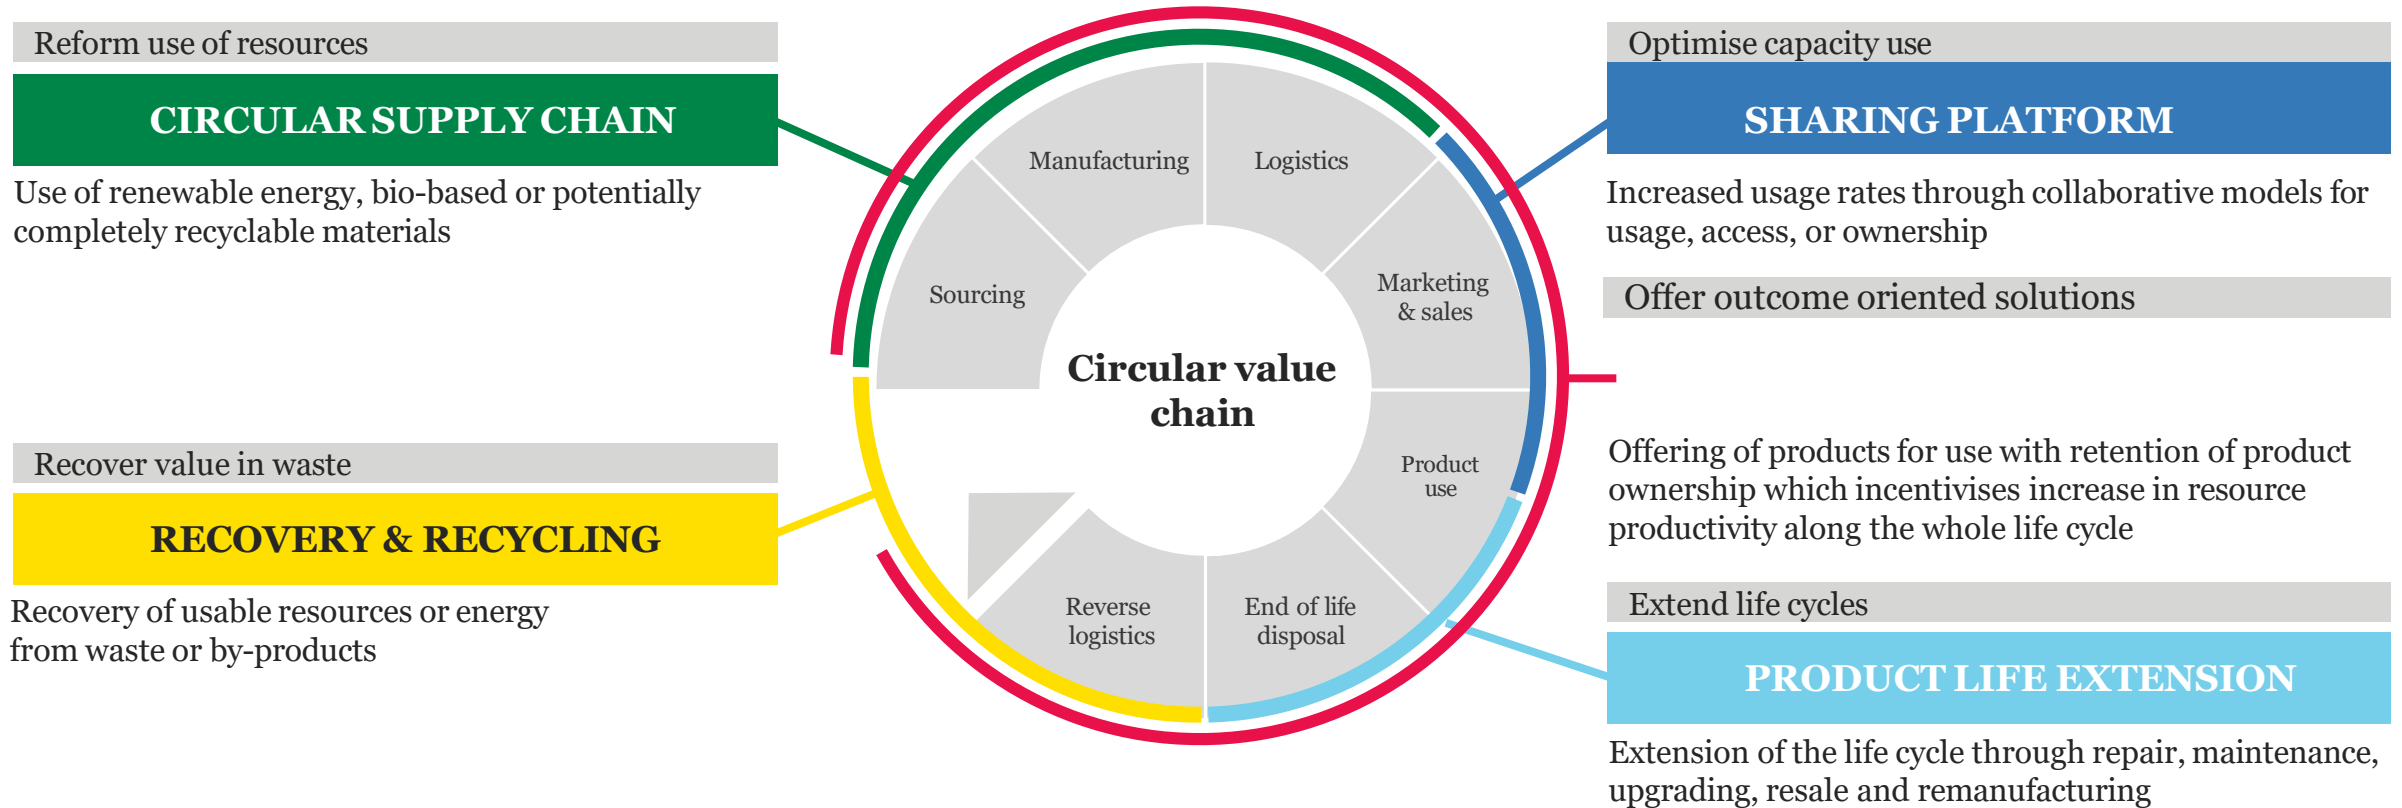 Reform use of resources
CIRCULAR SUPPLY CHAIN
Use of renewable energy, bio-based or potentially
completely recyclable materials
Recover value in waste
RECOVERY & RECYCLING
Recovery of usable resources or energy
from waste or by-products
Manufacturing
Logistics
Sourcing
Marketing
& sales
Circular value
chain
Product
use
Reverse
logistics
End of life
disposal
Optimise capacity use
SHARING PLATFORM
Increased usage rates through collaborative models for
usage, access, or ownership
Offer outcome oriented solutions
Offering of products for use with retention of product
ownership which incentivises increase in resource
productivity along the whole life cycle
Extend life cycles
PRODUCT LIFE EXTENSION
Extension of the life cycle through repair, maintenance,
upgrading, resale and remanufacturing